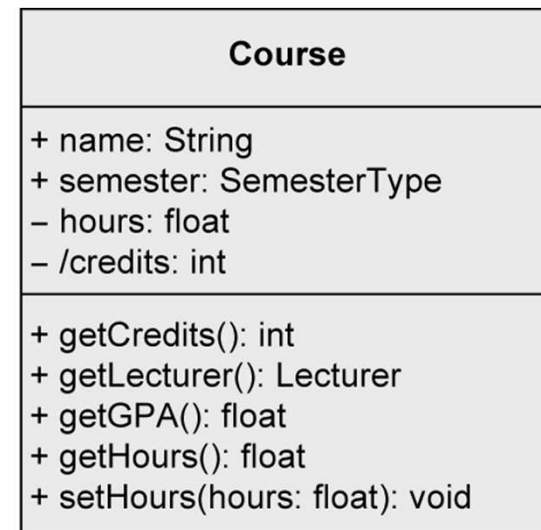 Course
+ name: String
+ semester: SemesterType
– hours: float
– /credits: int
+ getCredits(): int
+ getLecturer(): Lecturer
+ getGPA(): float
+ getHours(): float
+ setHours(hours: float): void